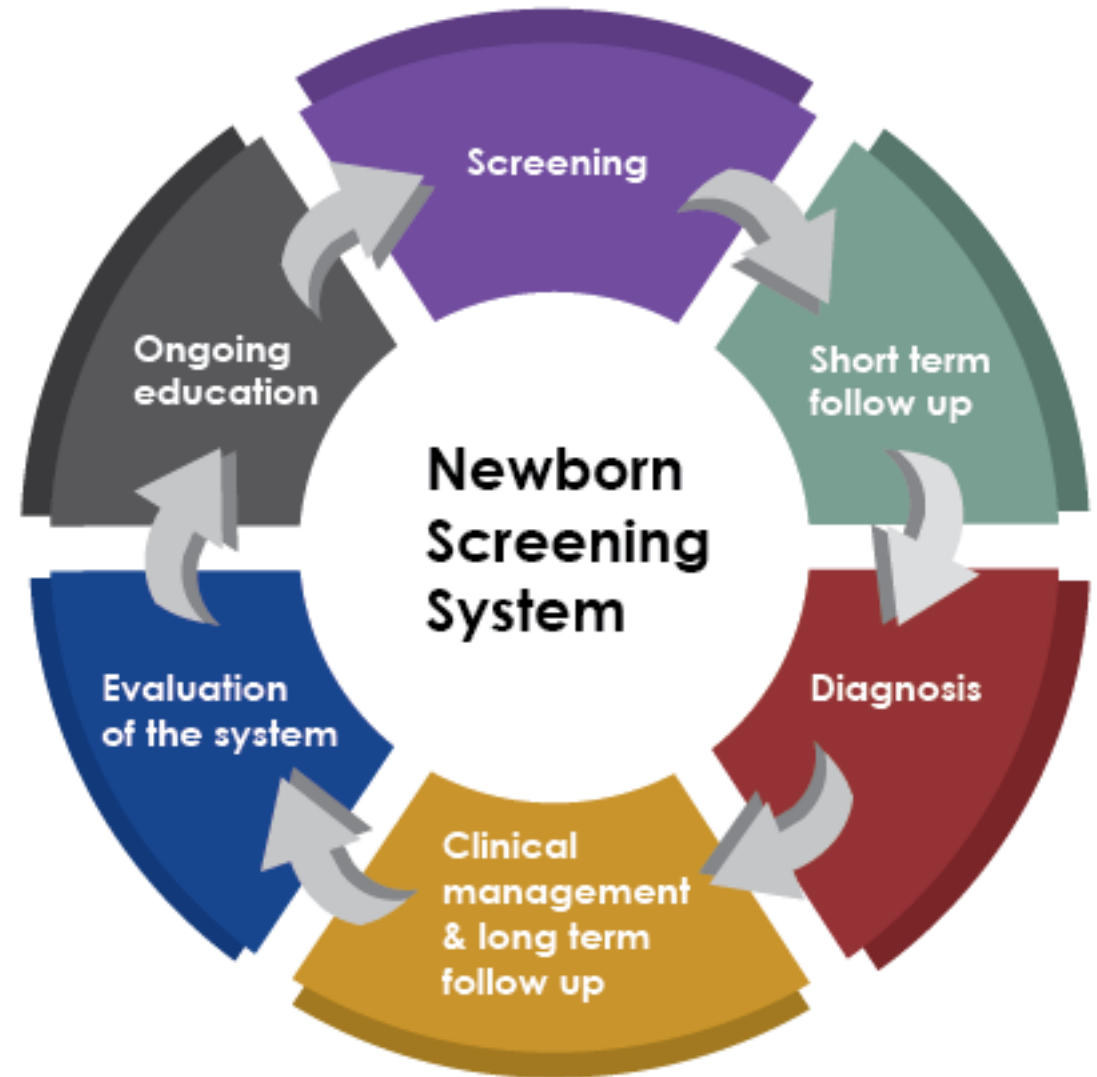 Screening
Short term
follow up
Diagnosis
Clinical
management
& long term
follow up
Evaluation
of the system
Ongoing
education
Newborn
Screening
System